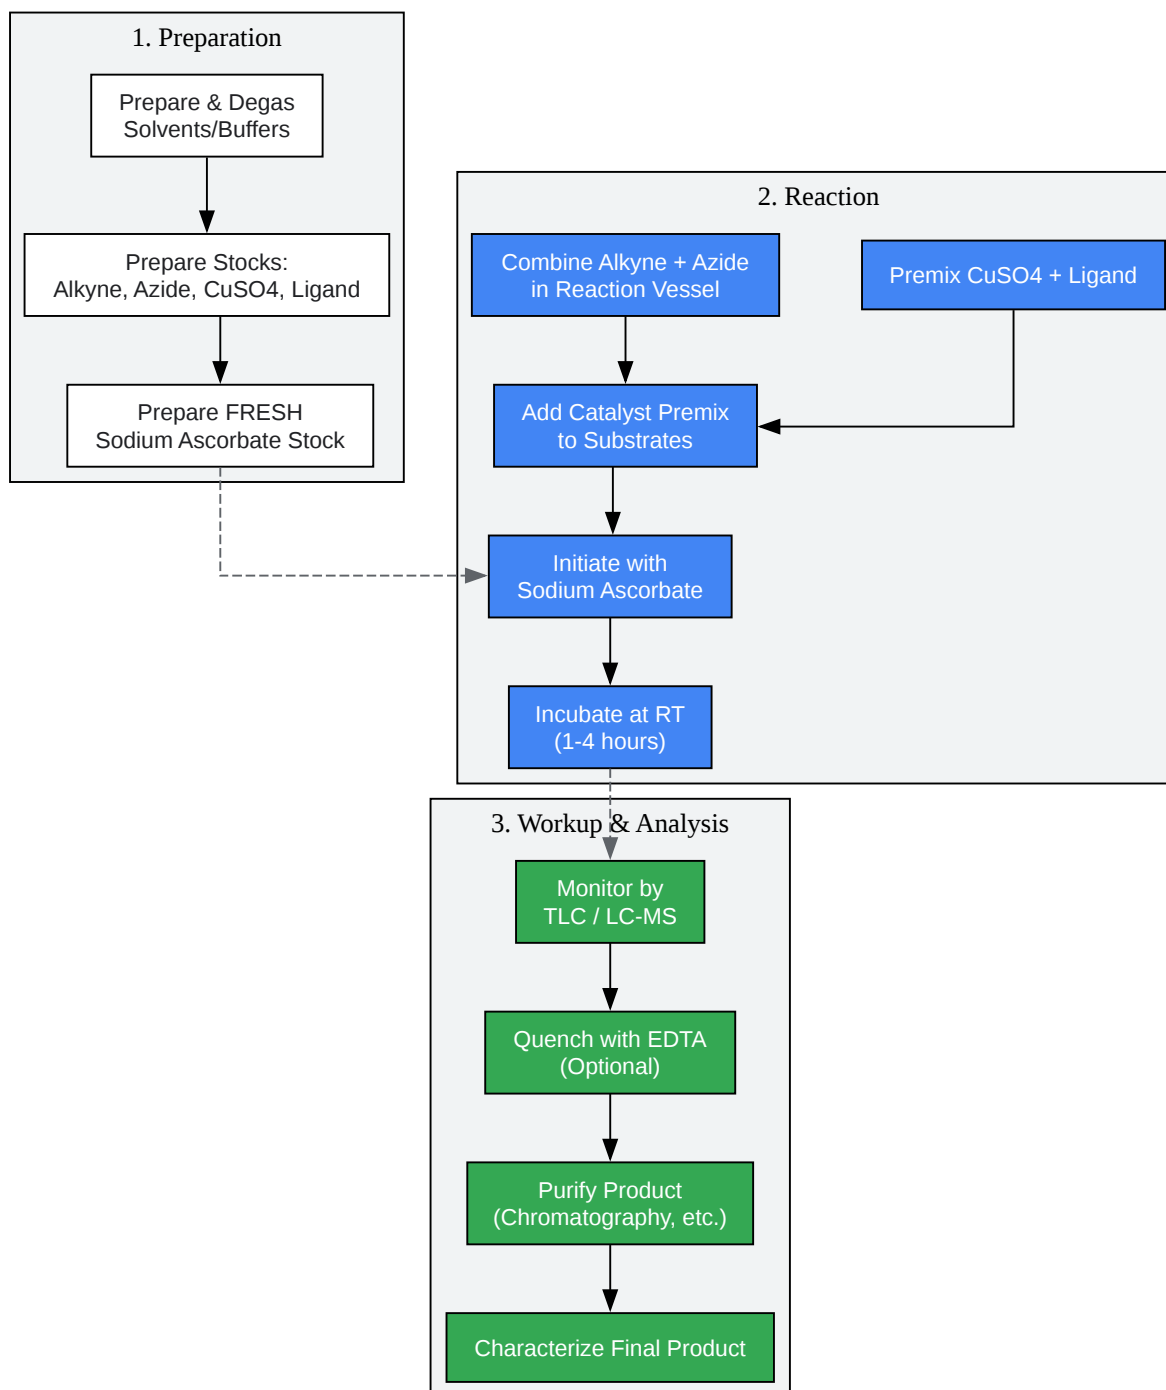 1. Preparation
Prepare & Degas
Solvents/Buffers
Prepare Stocks:
Alkyne, Azide, CuSO4, Ligand
Prepare FRESH
Sodium Ascorbate Stock
2. Reaction
Combine Alkyne + Azide
in Reaction Vessel
Premix CuSO4 + Ligand
Add Catalyst Premix
to Substrates
Initiate with
Sodium Ascorbate
Incubate at RT
(1-4 hours)
3. Workup & Analysis
Monitor by
TLC / LC-MS
Quench with EDTA
(Optional)
Purify Product
(Chromatography, etc.)
Characterize Final Product